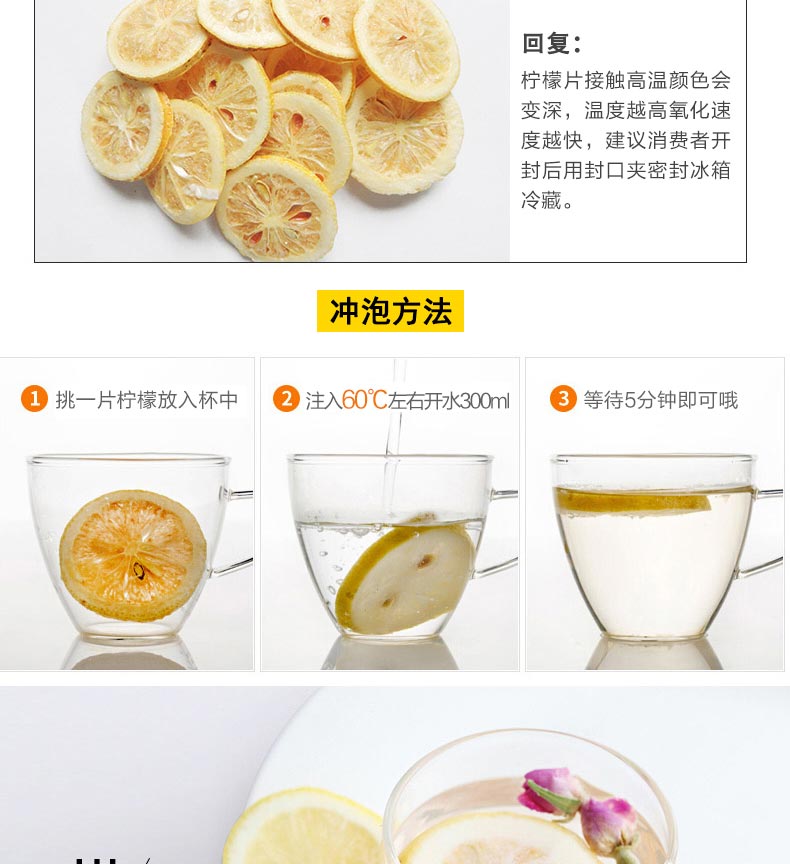 回复：
柠檬片接触高温颜色会
变深，温度越高氧化速
度越快，建议消费者开
封后用封口夹密封冰箱
冷藏。
冲泡方法
1 挑一片柠檬放入杯中
2 注入60℃左右开水300ml
3 等待5分钟即可哦